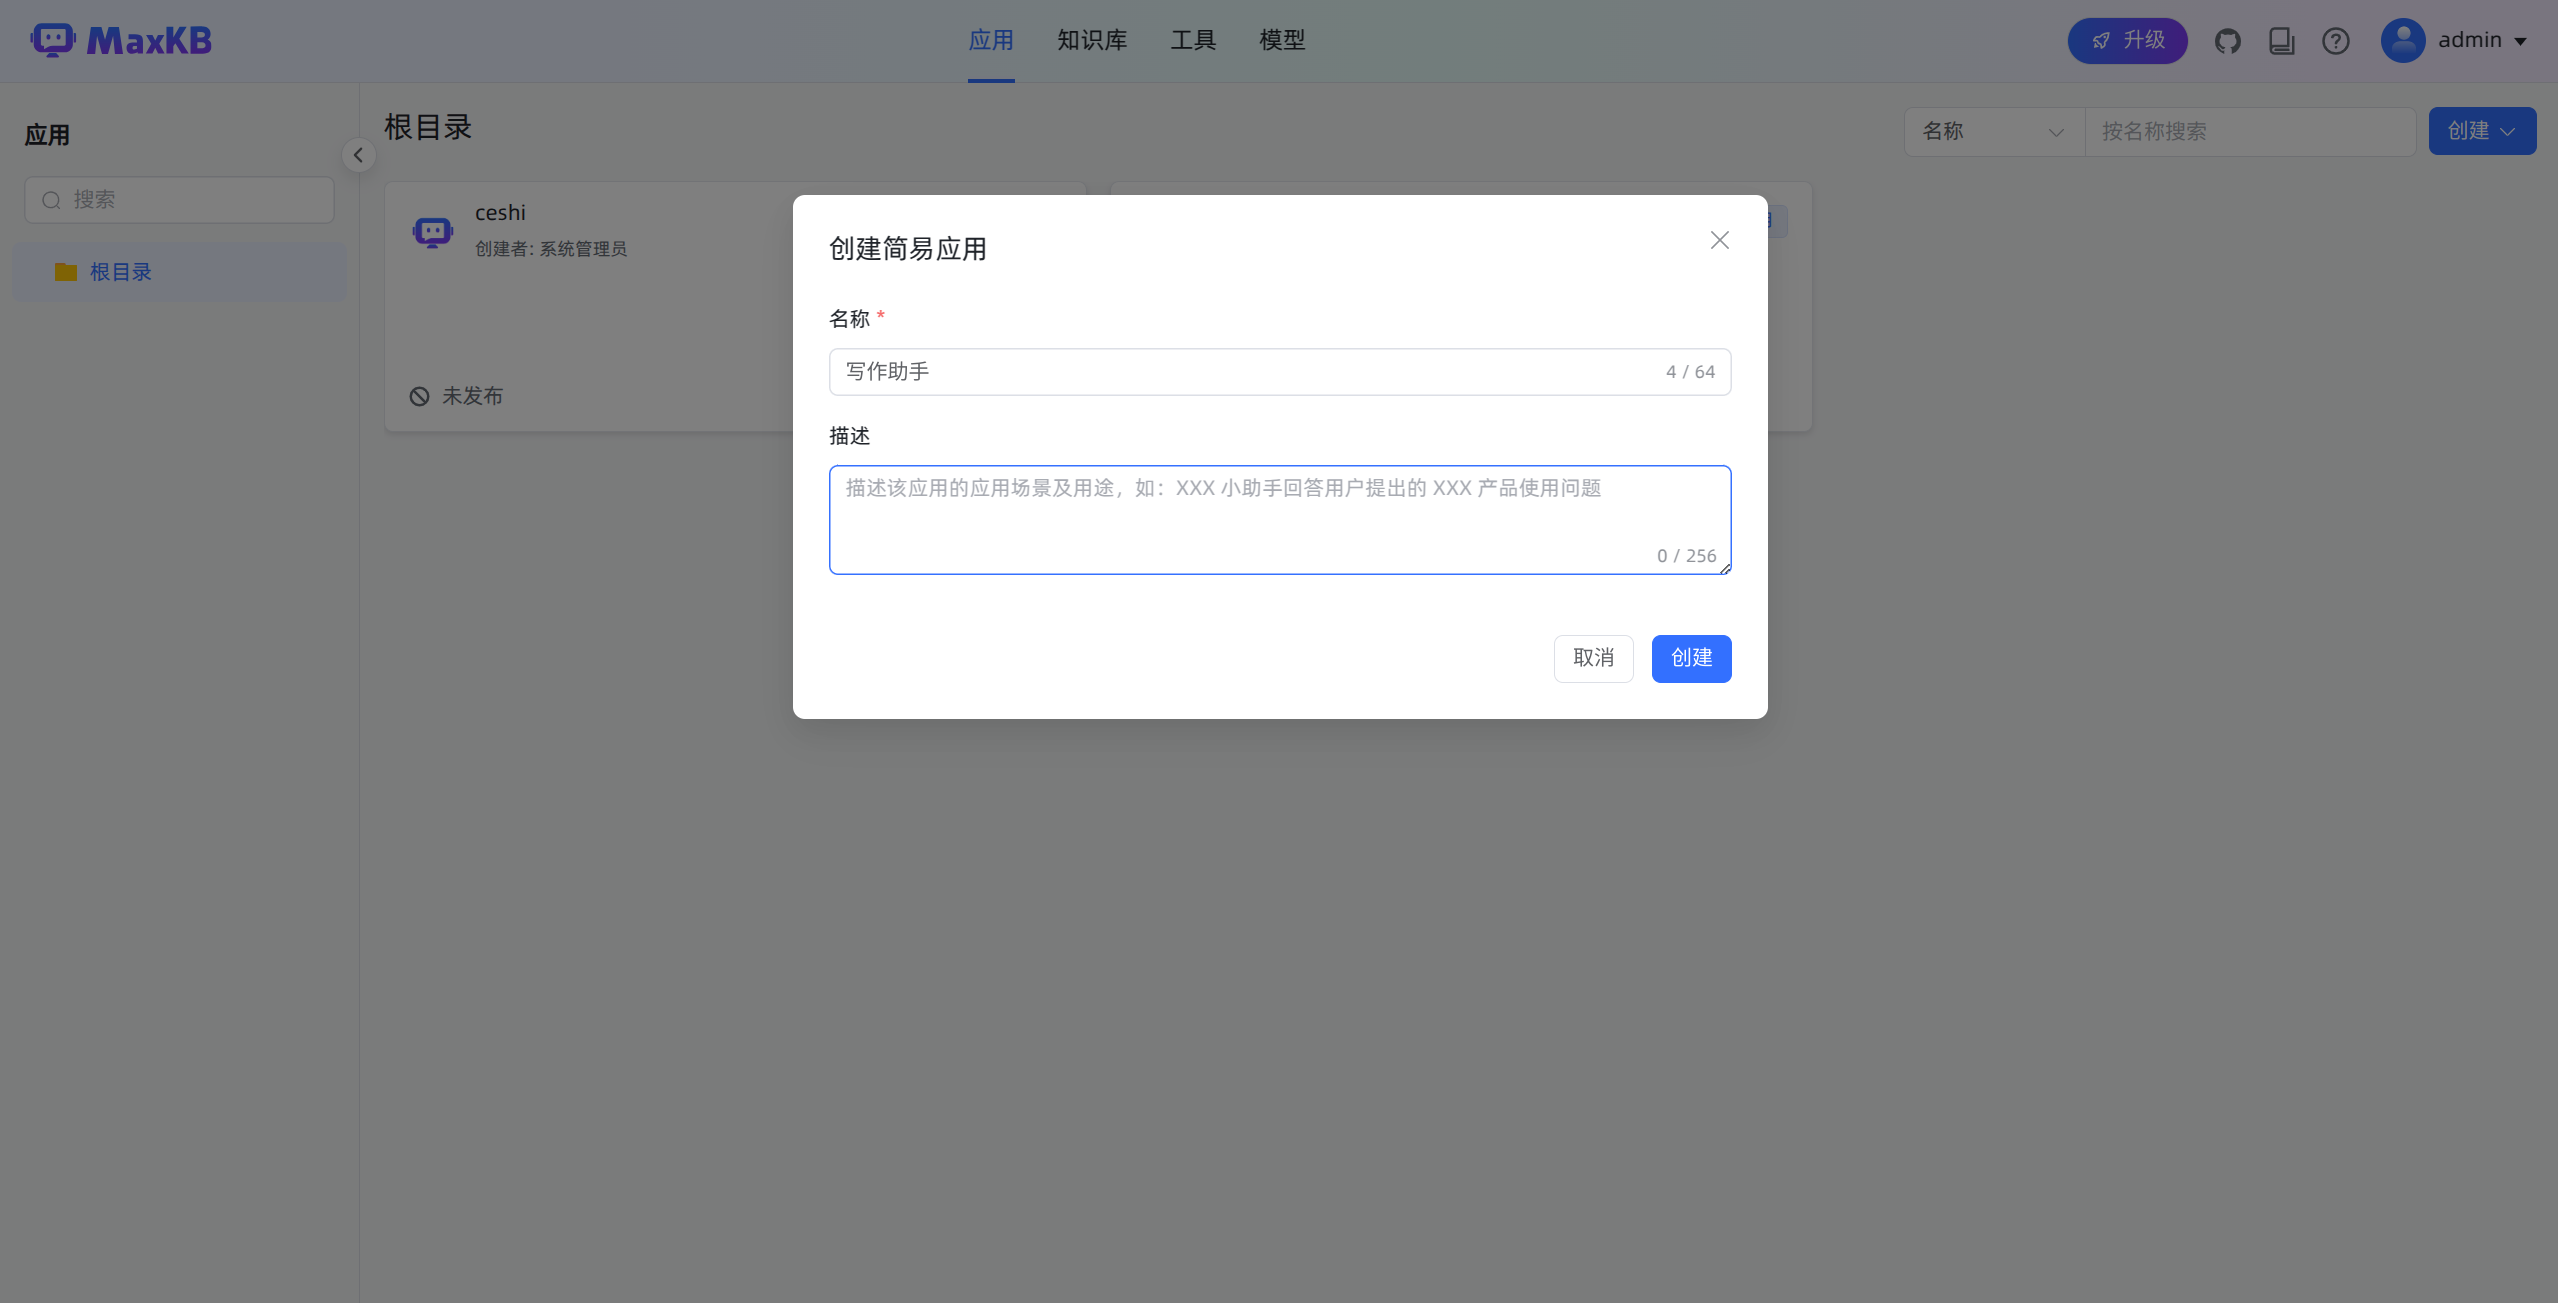 MaxKB
应用
知识库
工具
模型
升级
admin
应用
搜索
根目录
根目录
名称
按名称搜索
创建
ceshi
创建者: 系统管理员
未发布
创建简易应用
名称 *
写作助手
4 / 64
描述
描述该应用的应用场景及用途，如：XXX 小助手回答用户提出的 XXX 产品使用问题
0 / 256
取消
创建